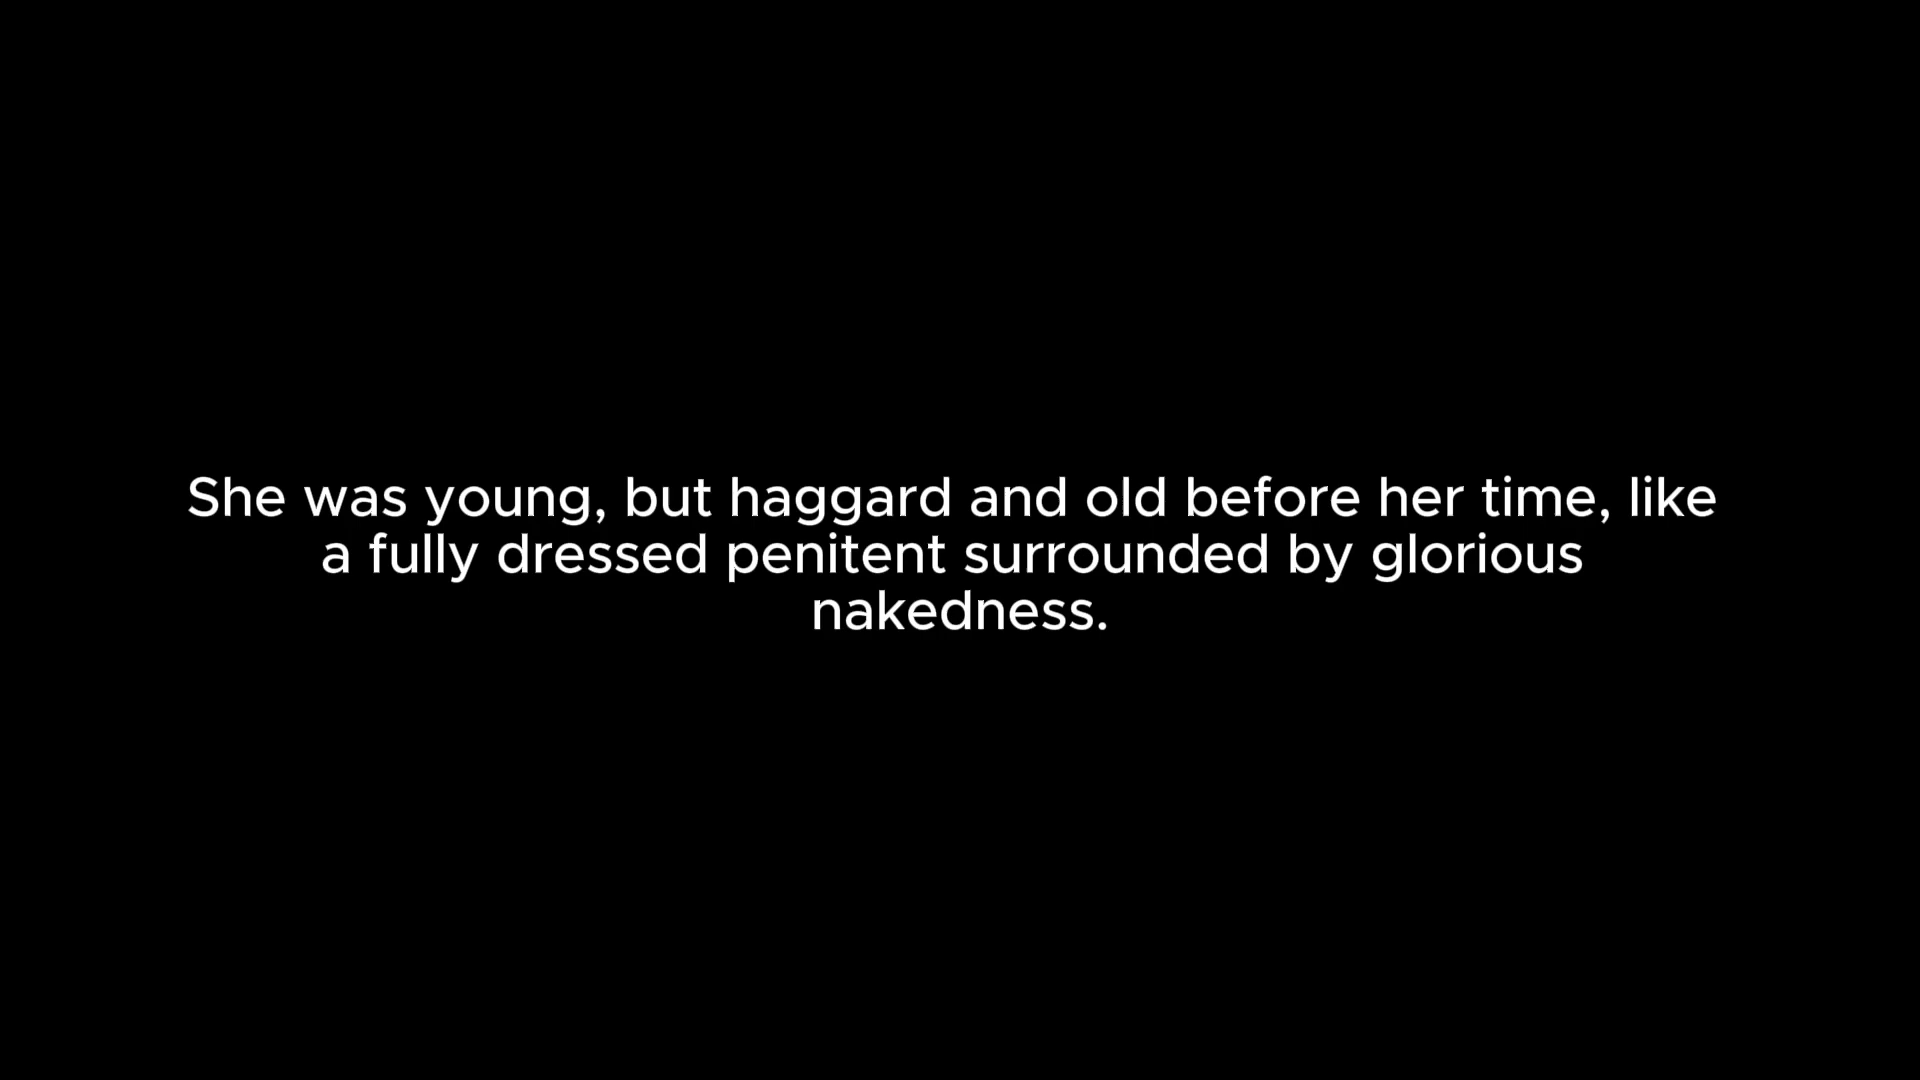 She was young, but haggard and old before her time, like
a fully dressed penitent surrounded by glorious
nakedness.